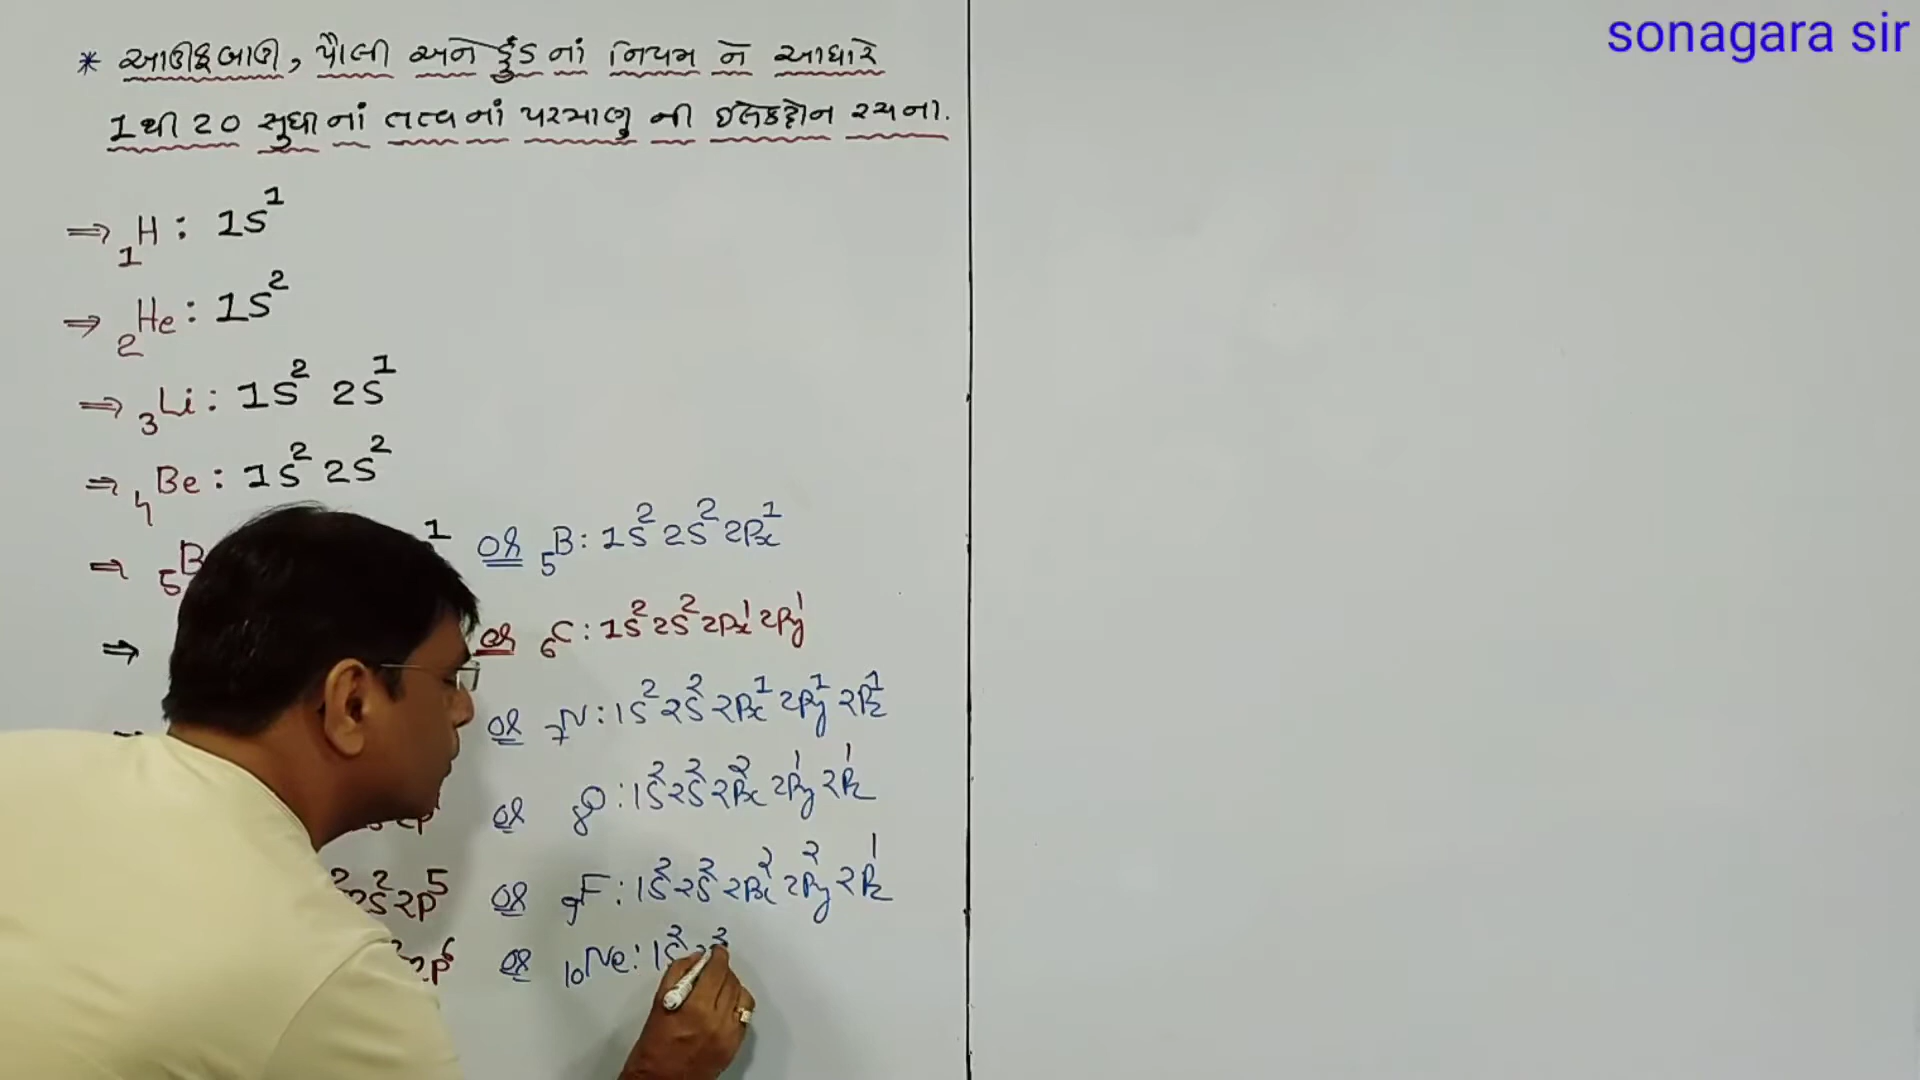 sonagara sir
* આઉફબાઉ, પૌલી અને હુંડ નાં નિયમ ને આધારે
1 થી 20 સુધીનાં તત્વનાં પરમાણુ ની ઈલેક્ટ્રોન રચના.
⇒ ₁H : 1S¹
⇒ ₂He : 1S²
⇒ ₃Li : 1S² 2S¹
⇒ ₄Be : 1S² 2S²
⇒ ₅B ¹ or ₅B : 1S² 2S² 2Px¹
⇒ or ₆C : 1S² 2S² 2Px¹ 2Py¹
or ₇N : 1S² 2S² 2Px¹ 2Py¹ 2Pz¹
or ₈O : 1S² 2S² 2Px² 2Py¹ 2Pz¹
² 2S² 2P⁵ or ₉F : 1S² 2S² 2Px² 2Py² 2Pz¹
P⁶ or ₁₀Ne : 1S²